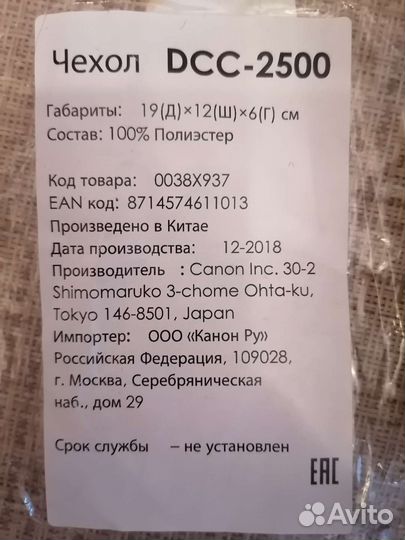 Чехол DCC-2500
Габариты: 19(Д)×12(Ш)×6(Г) см
Состав: 100% Полиэстер
Код товара: 0038X937
EAN код: 8714574611013
Произведено в Китае
Дата производства: 12-2018
Производитель : Canon Inc. 30-2
Shimomaruko 3-chome Ohta-ku,
Tokyo 146-8501, Japan
Импортер: ООО «Канон Ру»
Российская Федерация, 109028,
г. Москва, Серебряническая
наб., дом 29
Срок службы – не установлен
EAC
Avito